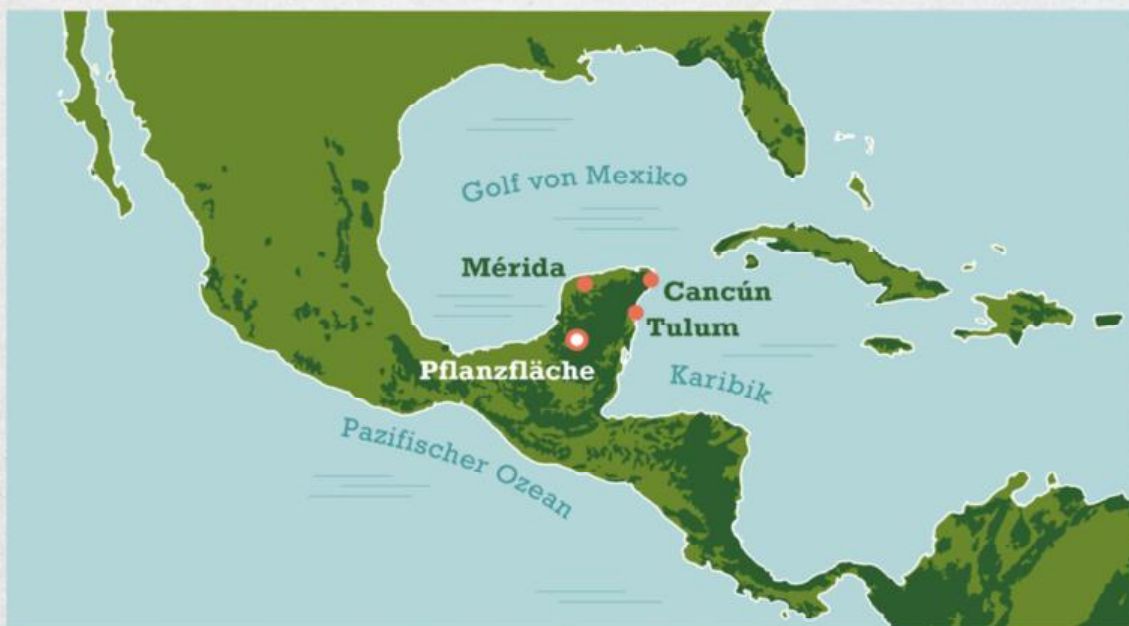 Golf von Mexiko
Mérida
Cancún
Tulum
Pflanzfläche
Karibik
Pazifischer Ozean